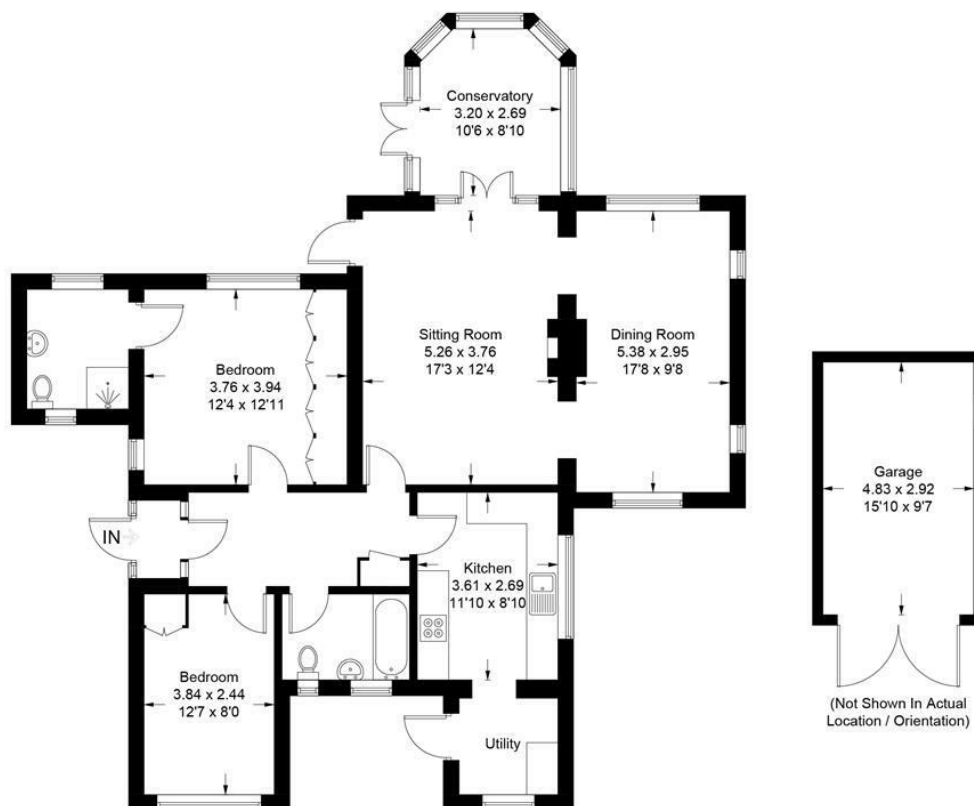 Conservatory
3.20 x 2.69
10'6 x 8'10
Sitting Room
5.26 x 3.76
17'3 x 12'4
Dining Room
5.38 x 2.95
17'8 x 9'8
Bedroom
3.76 x 3.94
12'4 x 12'11
Garage
4.83 x 2.92
15'10 x 9'7
(Not Shown In Actual
Location / Orientation)
IN
Kitchen
3.61 x 2.69
11'10 x 8'10
Bedroom
3.84 x 2.44
12'7 x 8'0
Utility